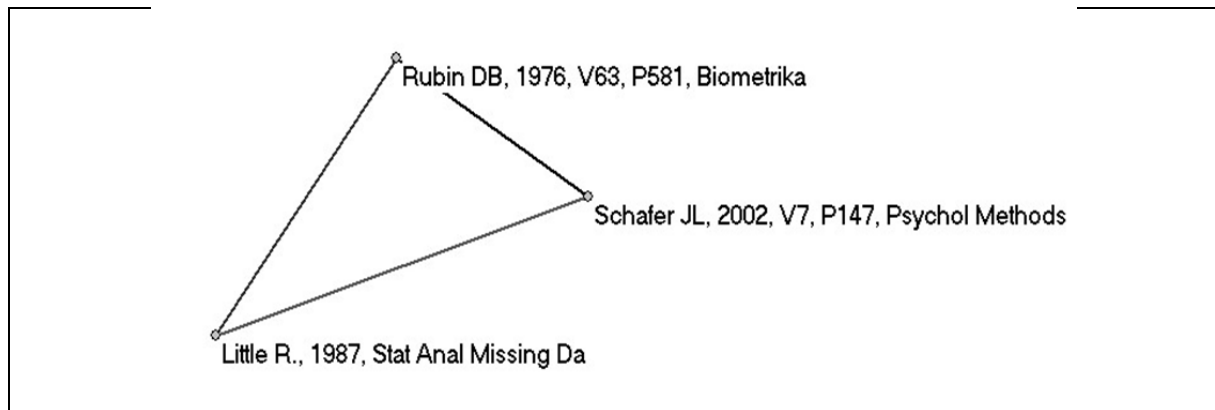 Rubin DB, 1976, V63, P581, Biometrika
Schafer JL, 2002, V7, P147, Psychol Methods
Little R., 1987, Stat Anal Missing Da